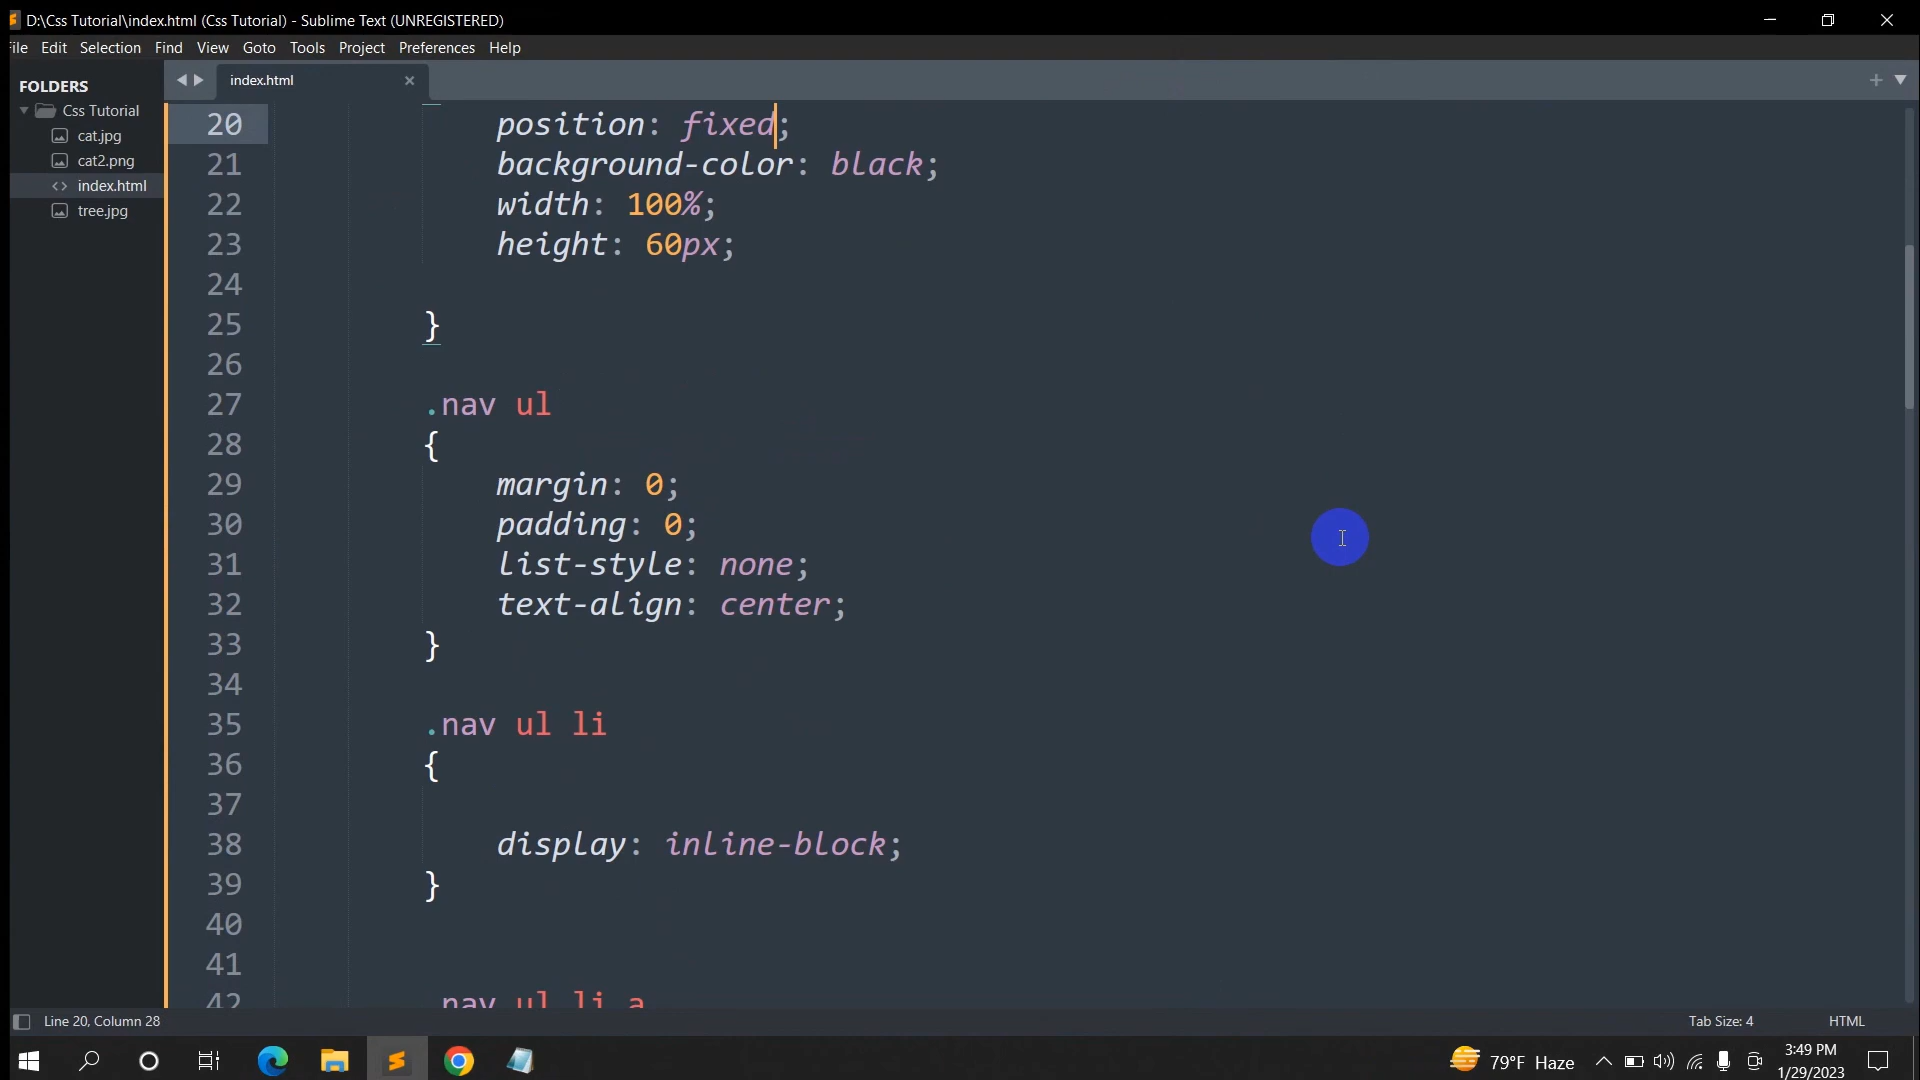 D:\Css Tutorial\index.html (Css Tutorial) - Sublime Text (UNREGISTERED)
ile Edit Selection Find View Goto Tools Project Preferences Help
FOLDERS
Css Tutorial
cat.jpg
cat2.png
index.html
tree.jpg
index.html
20 position: fixed;
21 background-color: black;
22 width: 100%;
23 height: 60px;
24
25 }
26
27 .nav ul
28 {
29 margin: 0;
30 padding: 0;
31 list-style: none;
32 text-align: center;
33 }
34
35 .nav ul li
36 {
37
38 display: inline-block;
39 }
40
41
42 nav ul li a
Line 20, Column 28 Tab Size: 4 HTML
79°F Haze
3:49 PM
1/29/2023